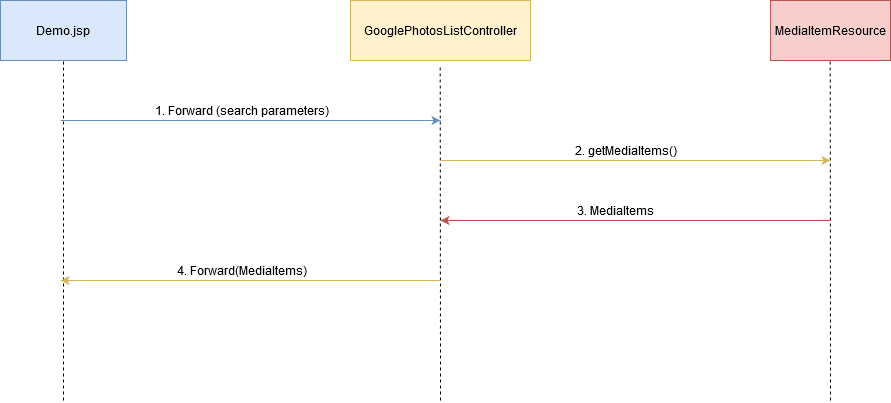 Demo.jsp
GooglePhotosListController
MediaItemResource
1. Forward (search parameters)
2. getMediaItems()
3. MediaItems
4. Forward(MediaItems)